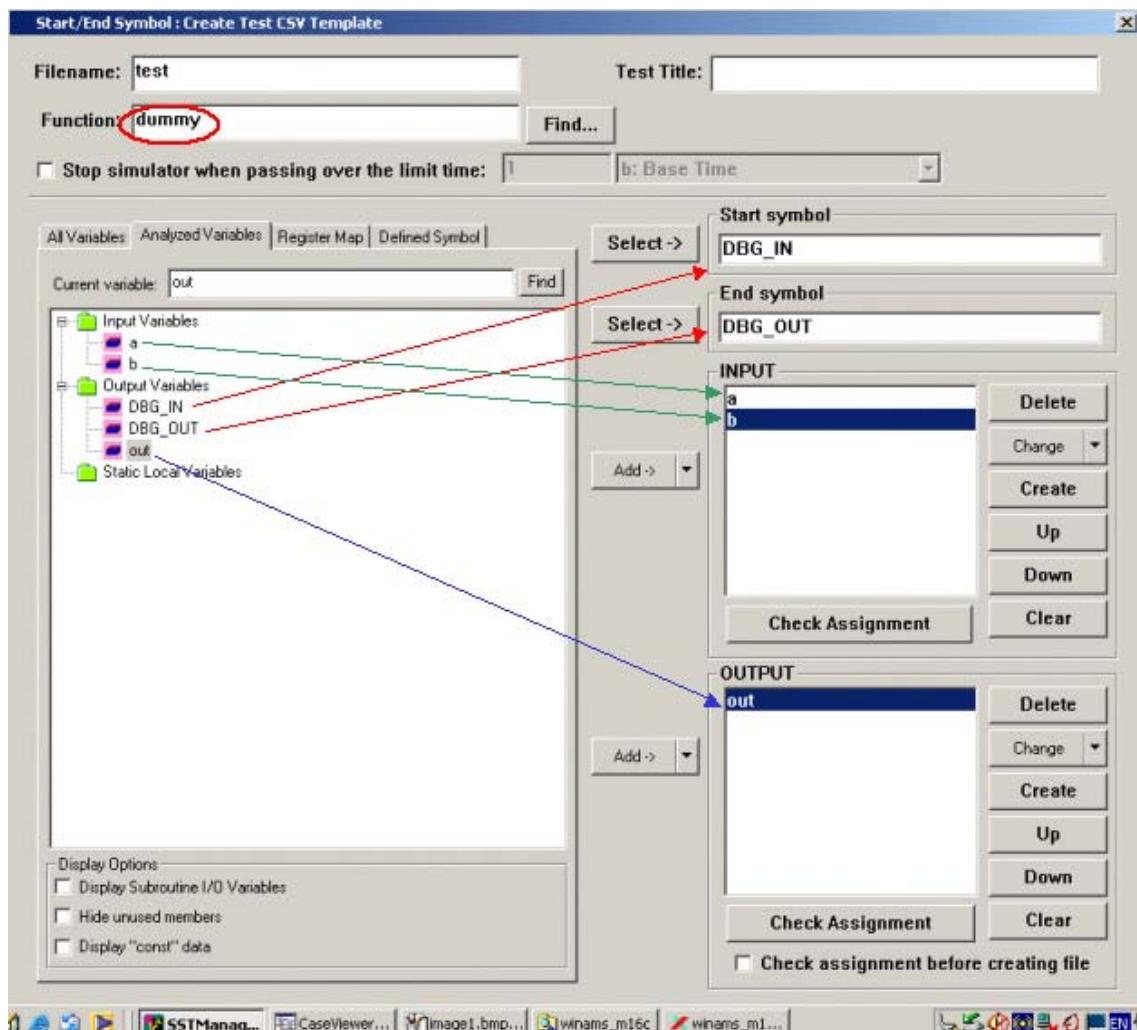 Start/End Symbol : Create Test CSV Template
Filename: test
Test Title:
Function: dummy
Find...
Stop simulator when passing over the limit time: 1 b: Base Time
All Variables Analyzed Variables Register Map Defined Symbol
Current variable: out Find
Input Variables
a
b
Output Variables
DBG_IN
DBG_OUT
out
Static Local Variables
Display Options
Display Subroutine I/O Variables
Hide unused members
Display "const" data
Select ->
Start symbol
DBG_IN
Select ->
End symbol
DBG_OUT
Add ->
INPUT
a
b
Delete
Change
Create
Up
Down
Clear
Check Assignment
Add ->
OUTPUT
out
Delete
Change
Create
Up
Down
Clear
Check Assignment
Check assignment before creating file
SSTManag... CaseViewer... Image1.bmp... winams_m16c winams_m1... EN